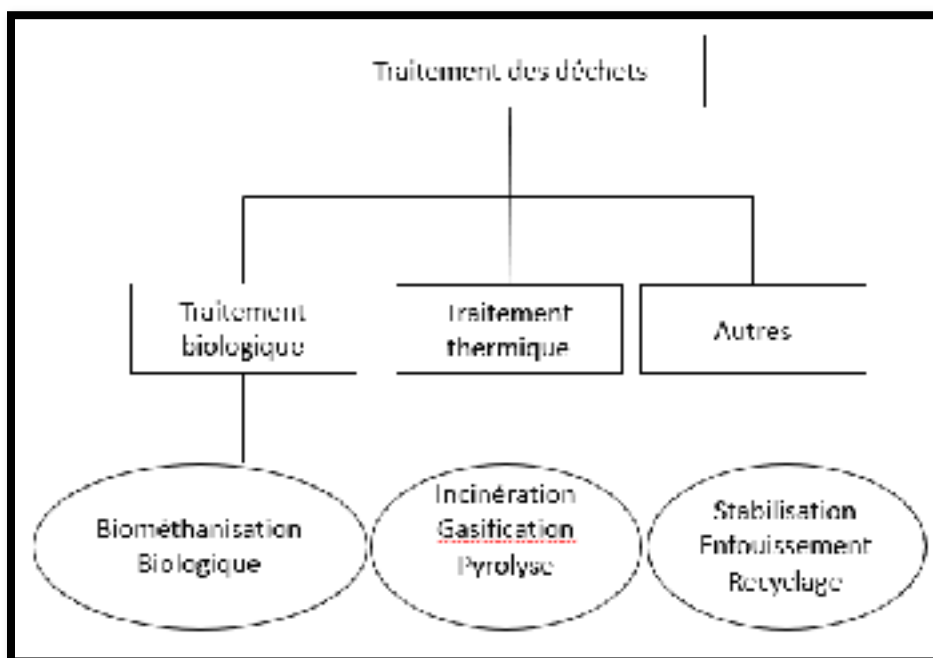 Traitement des déchets
Traitement
biologique
Traitement
thermique
Autres
Biométhanisation
Biologique
Incinération
Gasification
Pyrolyse
Stabilisation
Enfouissement
Recyclage